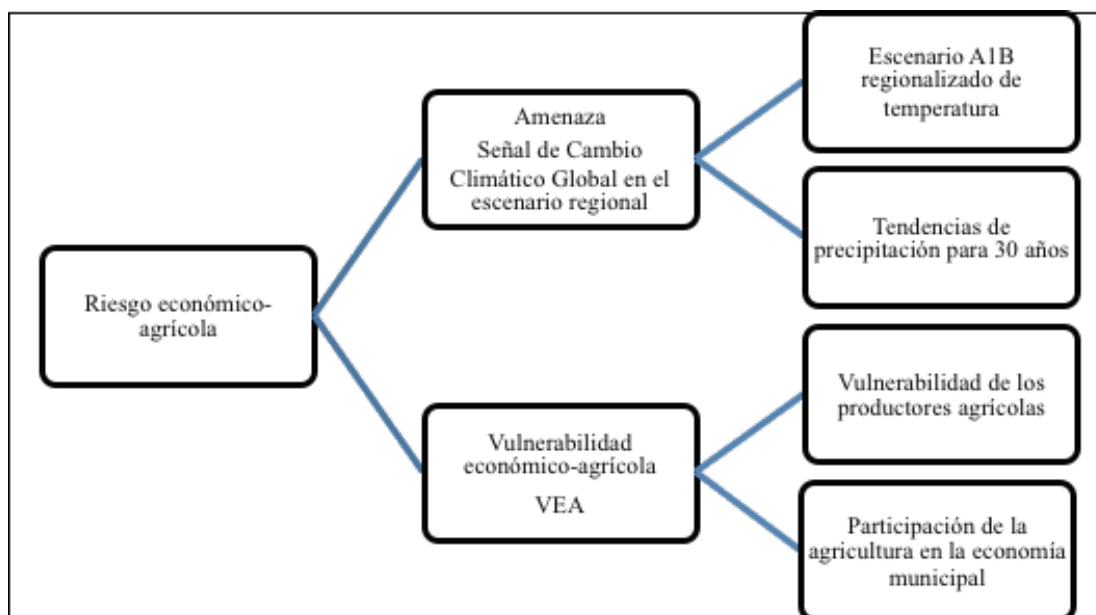 Riesgo económico-
agrícola
Amenaza
Señal de Cambio
Climático Global en el
escenario regional
Escenario A1B
regionalizado de
temperatura
Tendencias de
precipitación para 30 años
Vulnerabilidad
económico-agrícola
VEA
Vulnerabilidad de los
productores agrícolas
Participación de la
agricultura en la economía
municipal